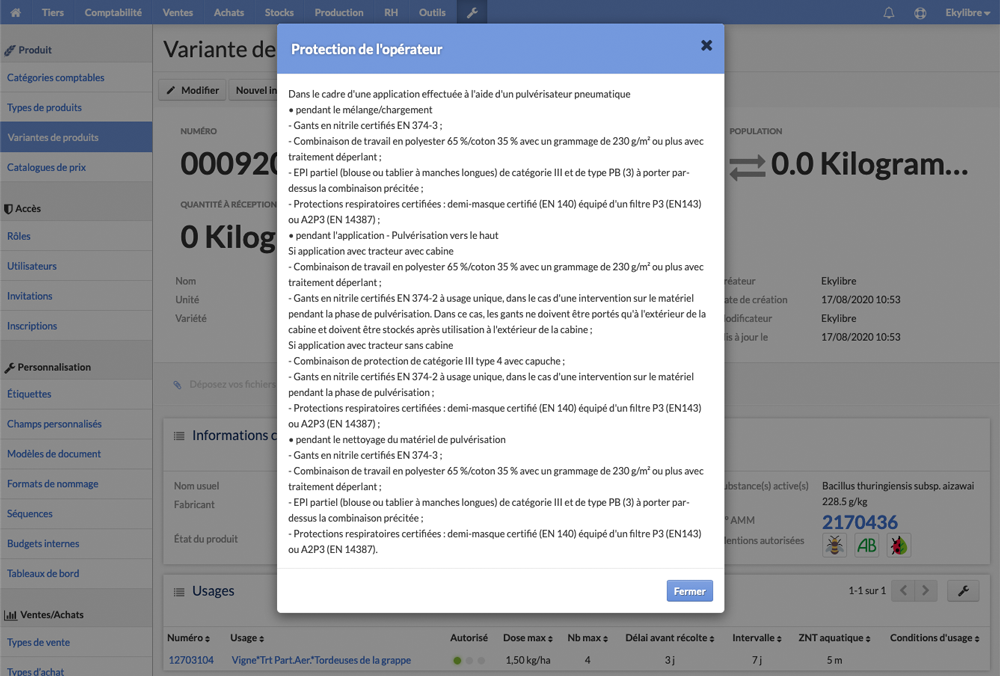 Tiers Comptabilité Ventes Achats Stocks Production RH Outils Ekylibre
Produit
Catégories comptables
Types de produits
Variantes de produits
Catalogues de prix
Accès
Rôles
Utilisateurs
Invitations
Inscriptions
Personnalisation
Étiquettes
Champs personnalisés
Modèles de document
Formats de nommage
Séquences
Budgets internes
Tableaux de bord
Ventes/Achats
Types de vente
Types d'achat
Variante de
Modifier Nouvel in
NUMÉRO
000920
POPULATION
0.0 Kilogram...
QUANTITÉ À RÉCEPTION
0 Kilog
Nom
Unité
Variété
réateur Ekylibre
ate de création 17/08/2020 10:53
odificateur Ekylibre
is à jour le 17/08/2020 10:53
Déposez vos fichiers
Protection de l'opérateur
Dans le cadre d'une application effectuée à l'aide d'un pulvérisateur pneumatique
• pendant le mélange/chargement
- Gants en nitrile certifiés EN 374-3 ;
- Combinaison de travail en polyester 65 %/coton 35 % avec un grammage de 230 g/m² ou plus avec
traitement déperlant ;
- EPI partiel (blouse ou tablier à manches longues) de catégorie III et de type PB (3) à porter par-
dessus la combinaison précitée ;
- Protections respiratoires certifiées : demi-masque certifié (EN 140) équipé d'un filtre P3 (EN143)
ou A2P3 (EN 14387) ;
• pendant l'application - Pulvérisation vers le haut
Si application avec tracteur avec cabine
- Combinaison de travail en polyester 65 %/coton 35 % avec un grammage de 230 g/m² ou plus avec
traitement déperlant ;
- Gants en nitrile certifiés EN 374-2 à usage unique, dans le cas d'une intervention sur le matériel
pendant la phase de pulvérisation. Dans ce cas, les gants ne doivent être portés qu'à l'extérieur de la
cabine et doivent être stockés après utilisation à l'extérieur de la cabine ;
Si application avec tracteur sans cabine
- Combinaison de protection de catégorie III type 4 avec capuche ;
- Gants en nitrile certifiés EN 374-2 à usage unique, dans le cas d'une intervention sur le matériel
pendant la phase de pulvérisation ;
- Protections respiratoires certifiées : demi-masque certifié (EN 140) équipé d'un filtre P3 (EN143)
ou A2P3 (EN 14387) ;
• pendant le nettoyage du matériel de pulvérisation
- Gants en nitrile certifiés EN 374-3 ;
- Combinaison de travail en polyester 65 %/coton 35 % avec un grammage de 230 g/m² ou plus avec
traitement déperlant ;
- EPI partiel (blouse ou tablier à manches longues) de catégorie III et de type PB (3) à porter par-
dessus la combinaison précitée ;
- Protections respiratoires certifiées : demi-masque certifié (EN 140) équipé d'un filtre P3 (EN143)
ou A2P3 (EN 14387).
Fermer
Informations c
Nom usuel
Fabricant
État du produit
ubstance(s) active(s) Bacillus thuringiensis subsp. aizawai
228.5 g/kg
° AMM 2170436
entions autorisées AB
Usages 1-1 sur 1
Numéro Usage Autorisé Dose max Nb max Délai avant récolte Intervalle ZNT aquatique Conditions d'usage
12703104 Vigne*Trt Part.Aer.*Tordeuses de la grappe 1,50 kg/ha 4 3 j 7 j 5 m